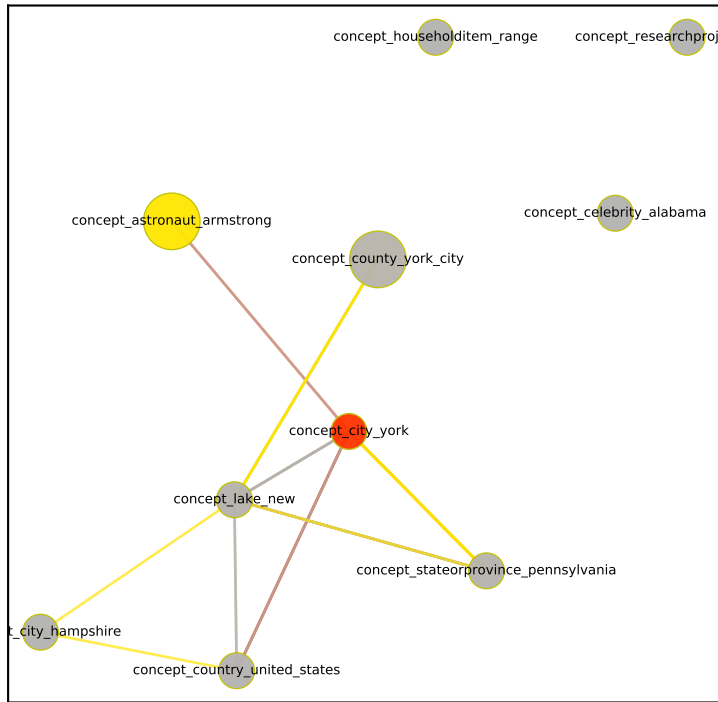 concept_householditem_range
concept_researchproj
concept_astronaut_armstrong
concept_celebrity_alabama
concept_county_york_city
concept_city_york
concept_lake_new
concept_stateorprovince_pennsylvania
t_city_hampshire
concept_country_united_states